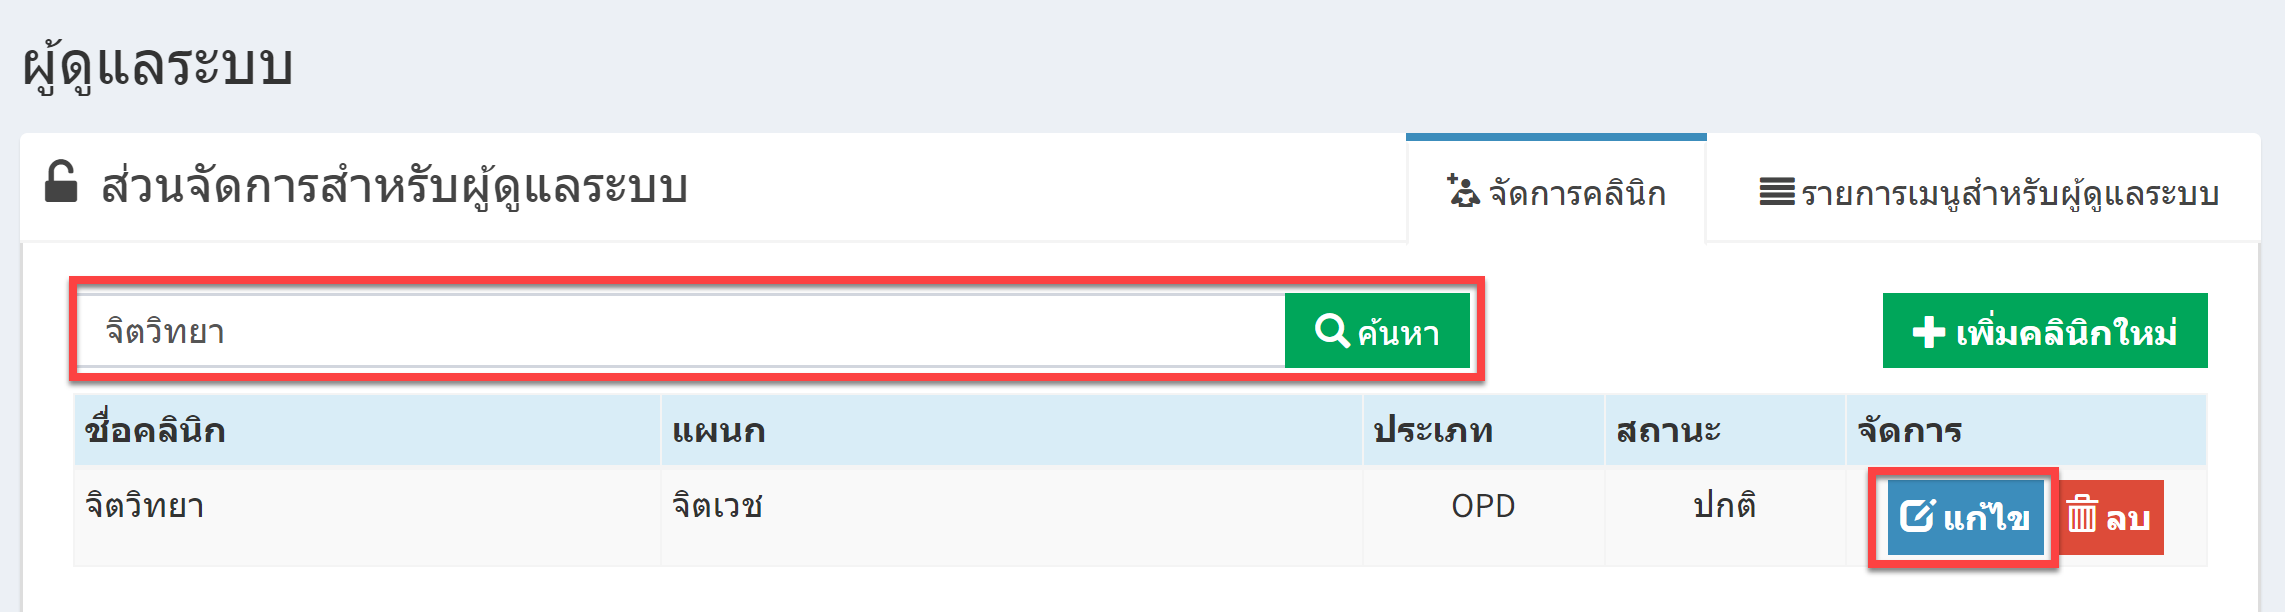 ผู้ดูแลระบบ
ส่วนจัดการสำหรับผู้ดูแลระบบ
จัดการคลินิก
รายการเมนูสำหรับผู้ดูแลระบบ
จิตวิทยา
ค้นหา
เพิ่มคลินิกใหม่
ชื่อคลินิก แผนก ประเภท สถานะ จัดการ
จิตวิทยา จิตเวช OPD ปกติ แก้ไข ลบ